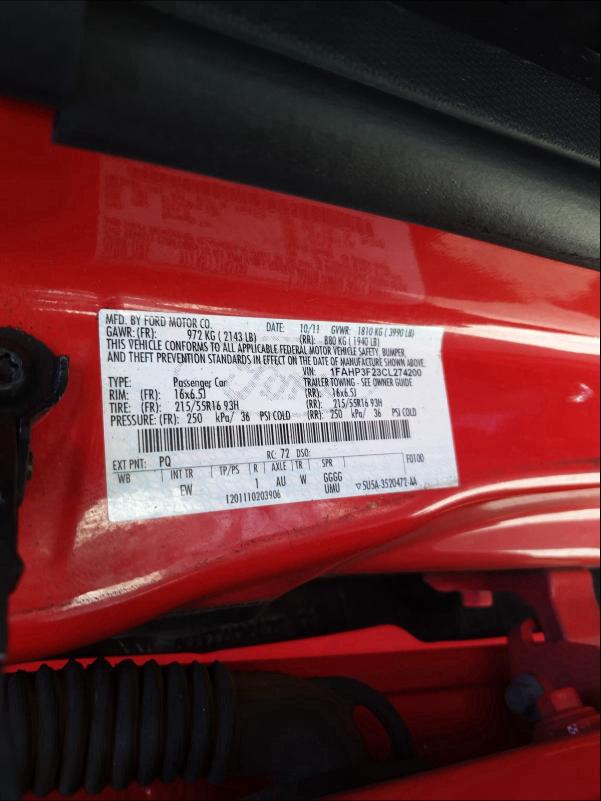 MFD. BY FORD MOTOR CO.
DATE: 10/11 GVWR: 1810 KG ( 3990 LB)
GAWR: (FR): 972 KG ( 2143 LB) (RR): 880 KG ( 1940 LB)
THIS VEHICLE CONFORMS TO ALL APPLICABLE FEDERAL MOTOR VEHICLE SAFETY, BUMPER,
AND THEFT PREVENTION STANDARDS IN EFFECT ON THE DATE OF MANUFACTURE SHOWN ABOVE.
VIN: 1FAHP3F23CL274200
TYPE: Passenger Car TRAILER TOWING - SEE OWNER GUIDE
RIM: (FR): 16x6.5J (RR): 16x6.5J
TIRE: (FR): 215/55R16 93H (RR): 215/55R16 93H
PRESSURE: (FR): 250 kPa/ 36 PSI COLD (RR): 250 kPa/ 36 PSI COLD
EXT PNT: PQ RC: 72 DSO: F0100
WB INT TR TP/PS R AXLE TR SPR
EW 1 AU W GGGG
1201110203906 UMU ▽ 5U5A-3520472-AA